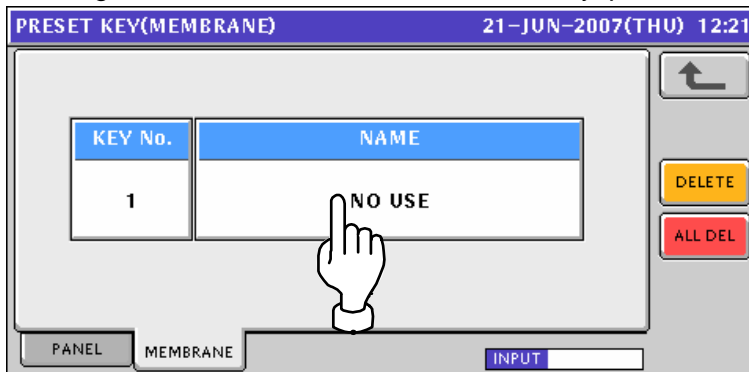 PRESET KEY(MEMBRANE) 21-JUN-2007(THU) 12:21
KEY No. NAME
1 NO USE
DELETE
ALL DEL
PANEL MEMBRANE INPUT